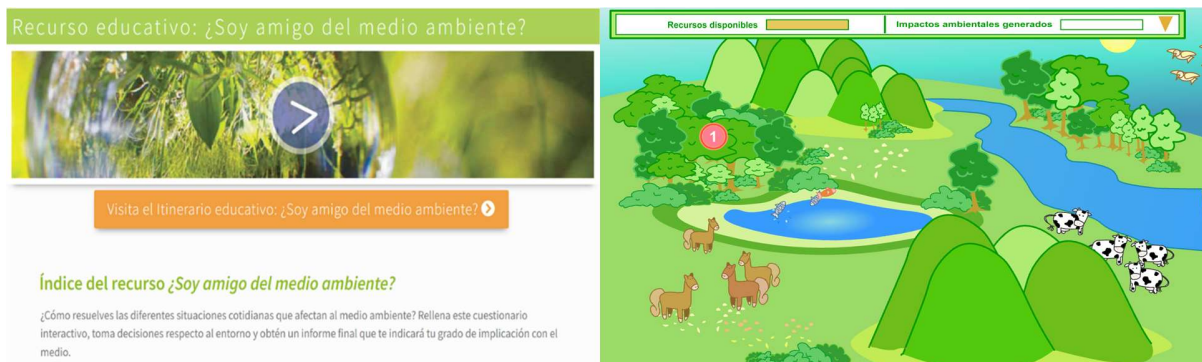 Recurso educativo: ¿Soy amigo del medio ambiente?
Visita el Itinerario educativo: ¿Soy amigo del medio ambiente?
Índice del recurso ¿Soy amigo del medio ambiente?
¿Cómo resuelves las diferentes situaciones cotidianas que afectan al medio ambiente? Rellena este cuestionario
interactivo, toma decisiones respecto al entorno y obtén un informe final que te indicará tu grado de implicación con el
medio.
Recursos disponibles
Impactos ambientales generados
1